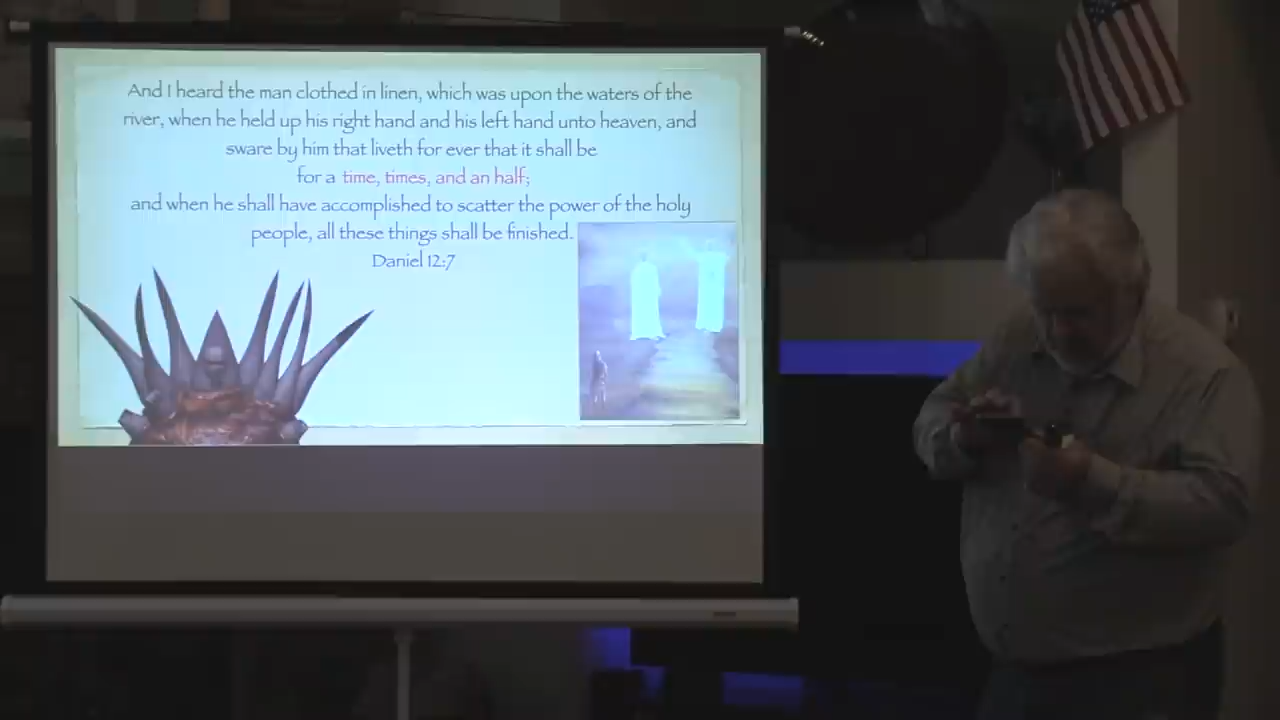 And I heard the man clothed in linen, which was upon the waters of the
river, when he held up his right hand and his left hand unto heaven, and
sware by him that liveth for ever that it shall be
for a time, times, and an half;
and when he shall have accomplished to scatter the power of the holy
people, all these things shall be finished.
Daniel 12:7